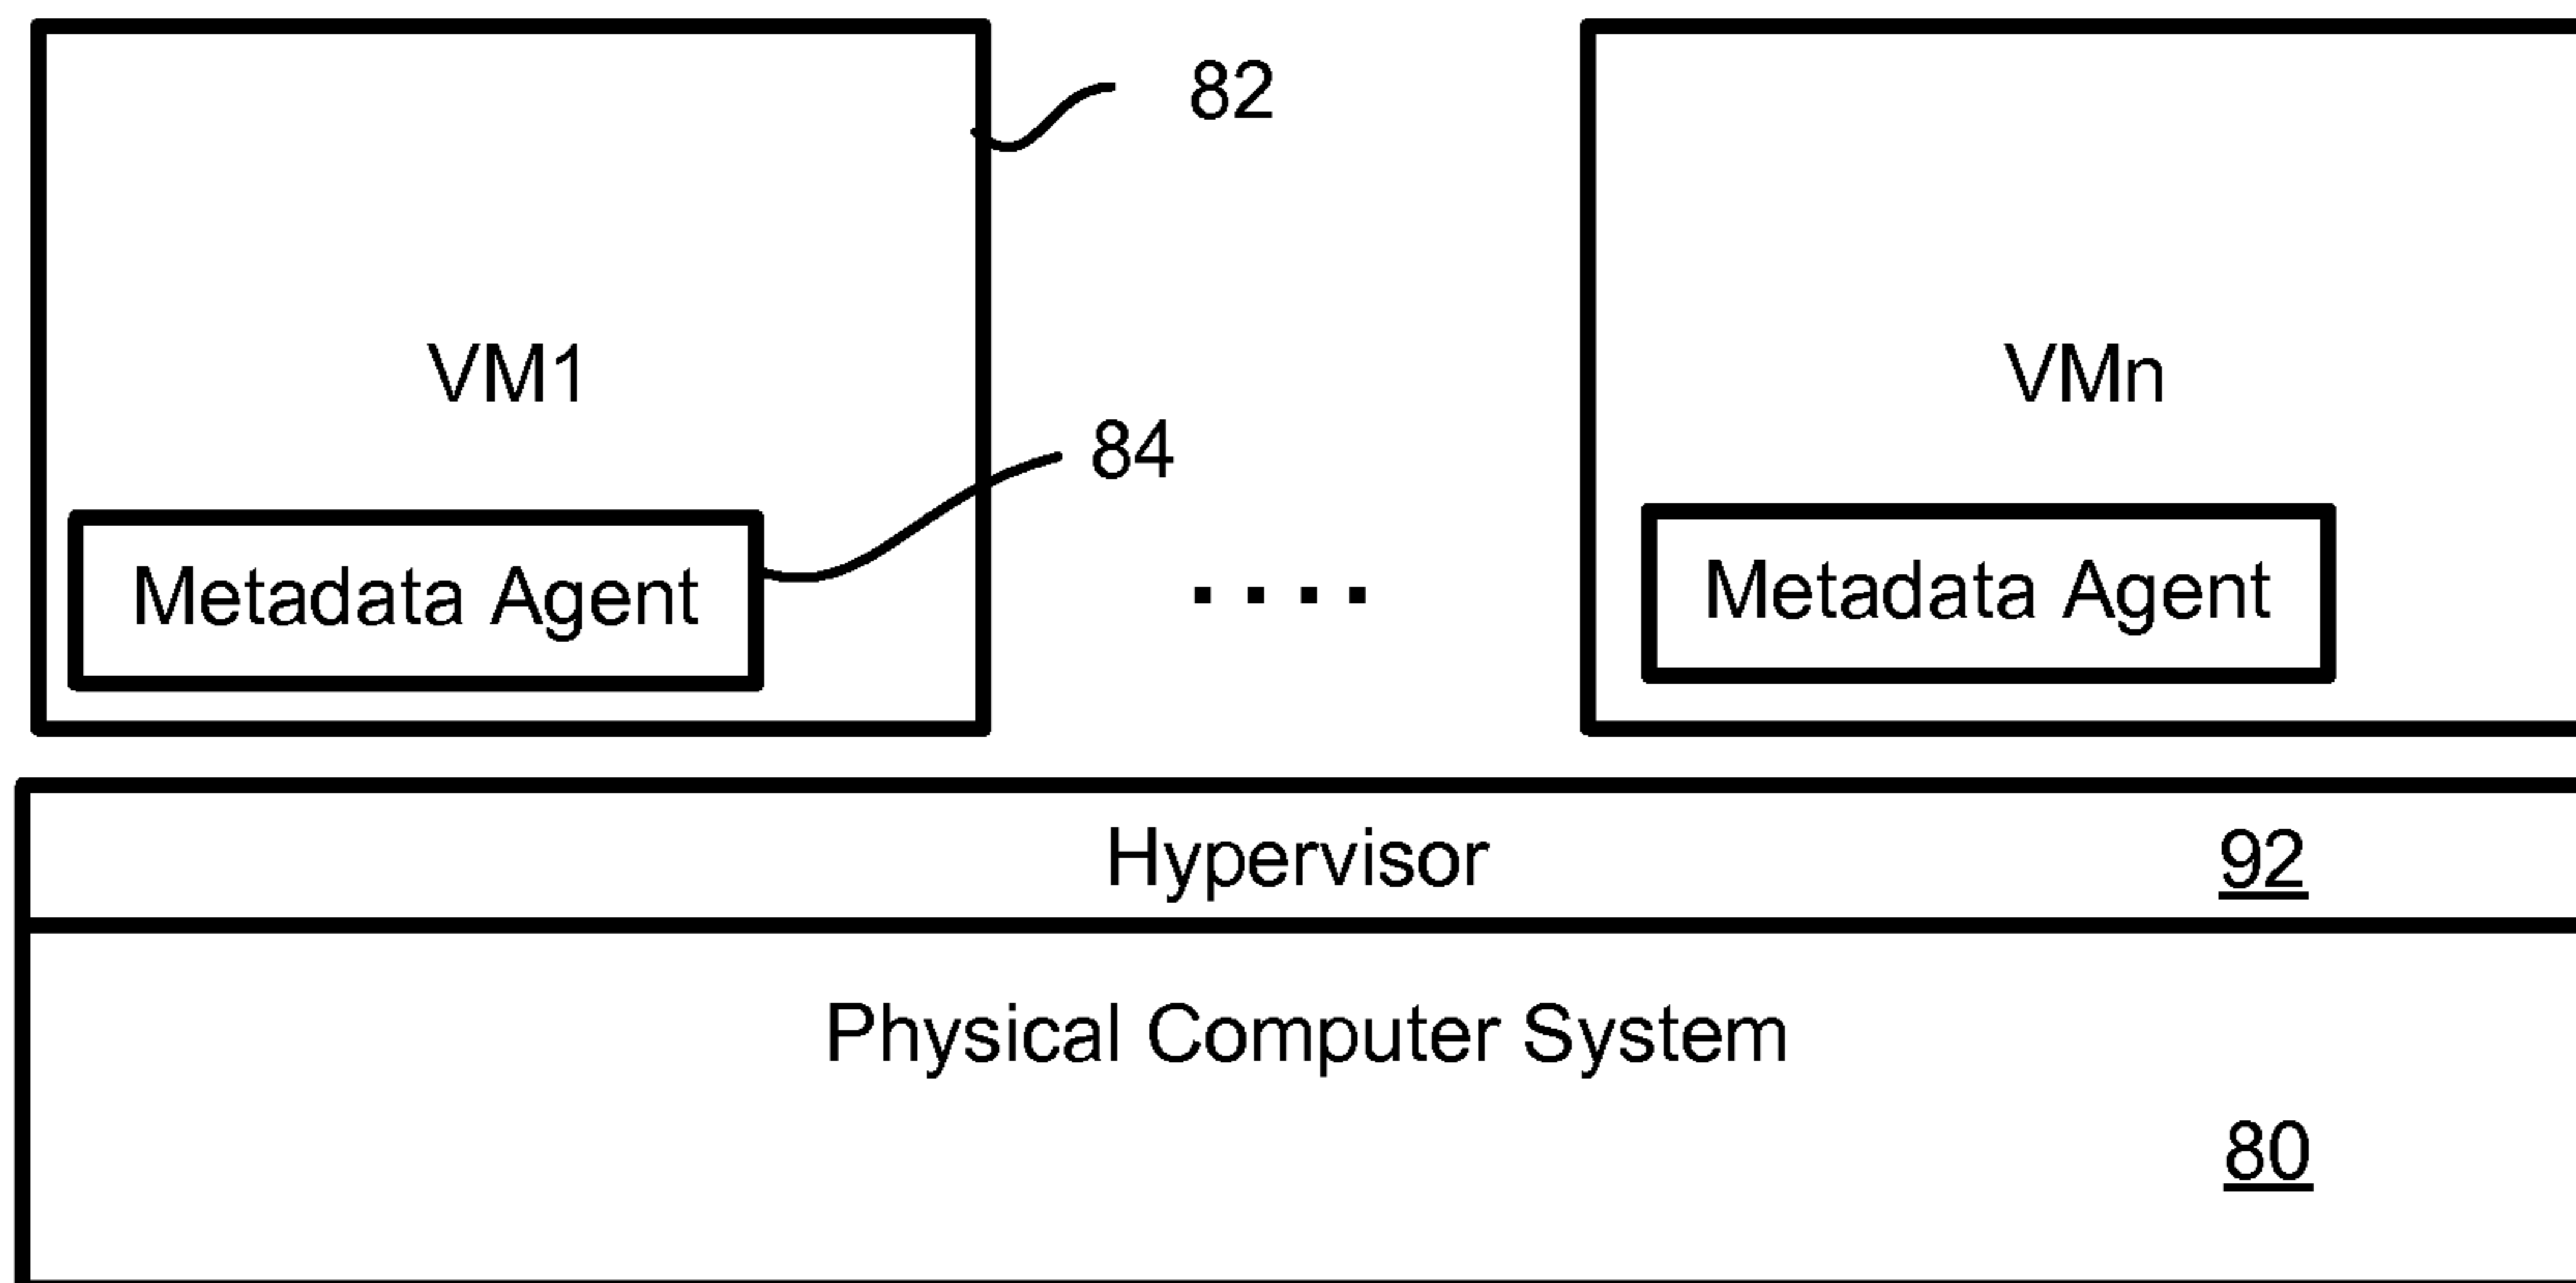 82
VM1
VMn
84
Metadata Agent
....
Metadata Agent
Hypervisor 92
Physical Computer System
80